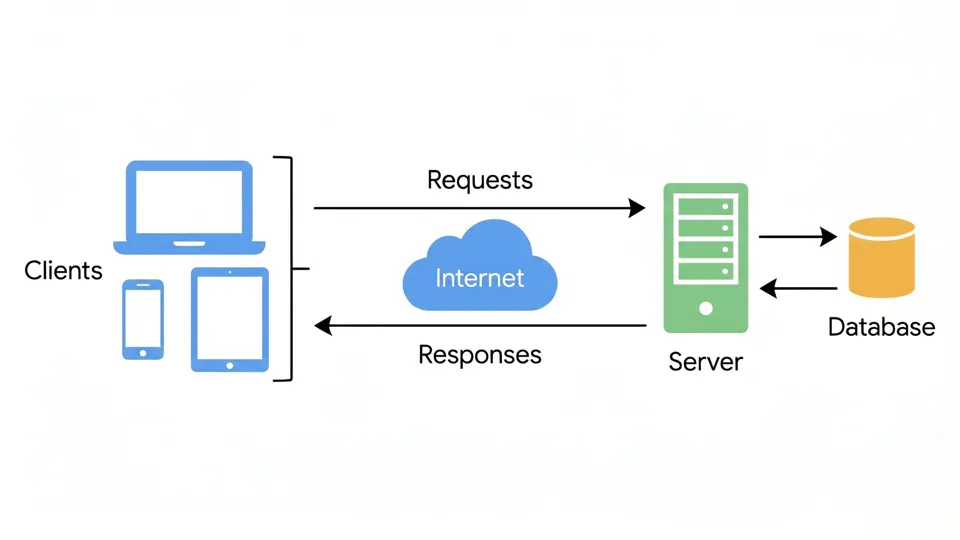 Requests
Clients
Internet
Responses
Server
Database